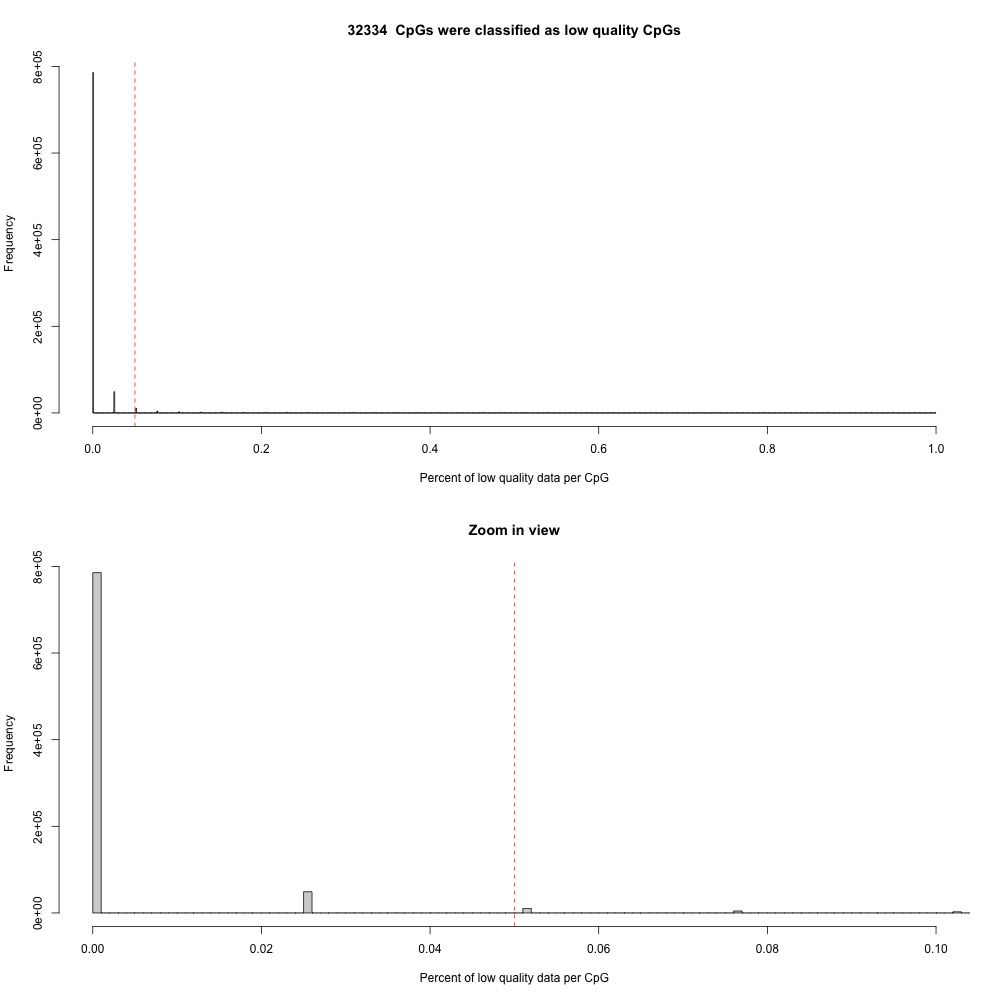 32334  CpGs were classified as low quality CpGs
8e+05
6e+05
4e+05
2e+05
0e+00
Frequency
0.0 0.2 0.4 0.6 0.8 1.0
Percent of low quality data per CpG
Zoom in view
8e+05
6e+05
4e+05
2e+05
0e+00
Frequency
0.00 0.02 0.04 0.06 0.08 0.10
Percent of low quality data per CpG